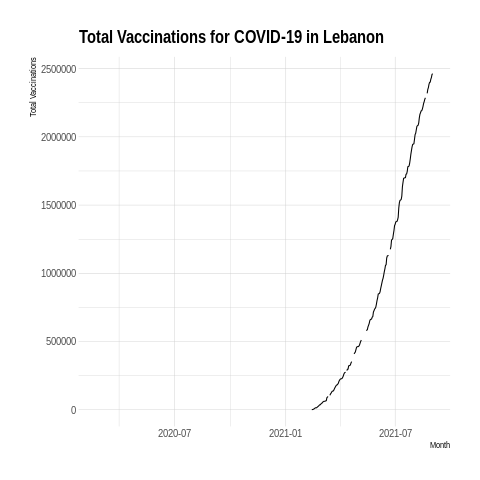 Total Vaccinations for COVID-19 in Lebanon
Total Vaccinations
2500000
2000000
1500000
1000000
500000
0
2020-07 2021-01 2021-07
Month